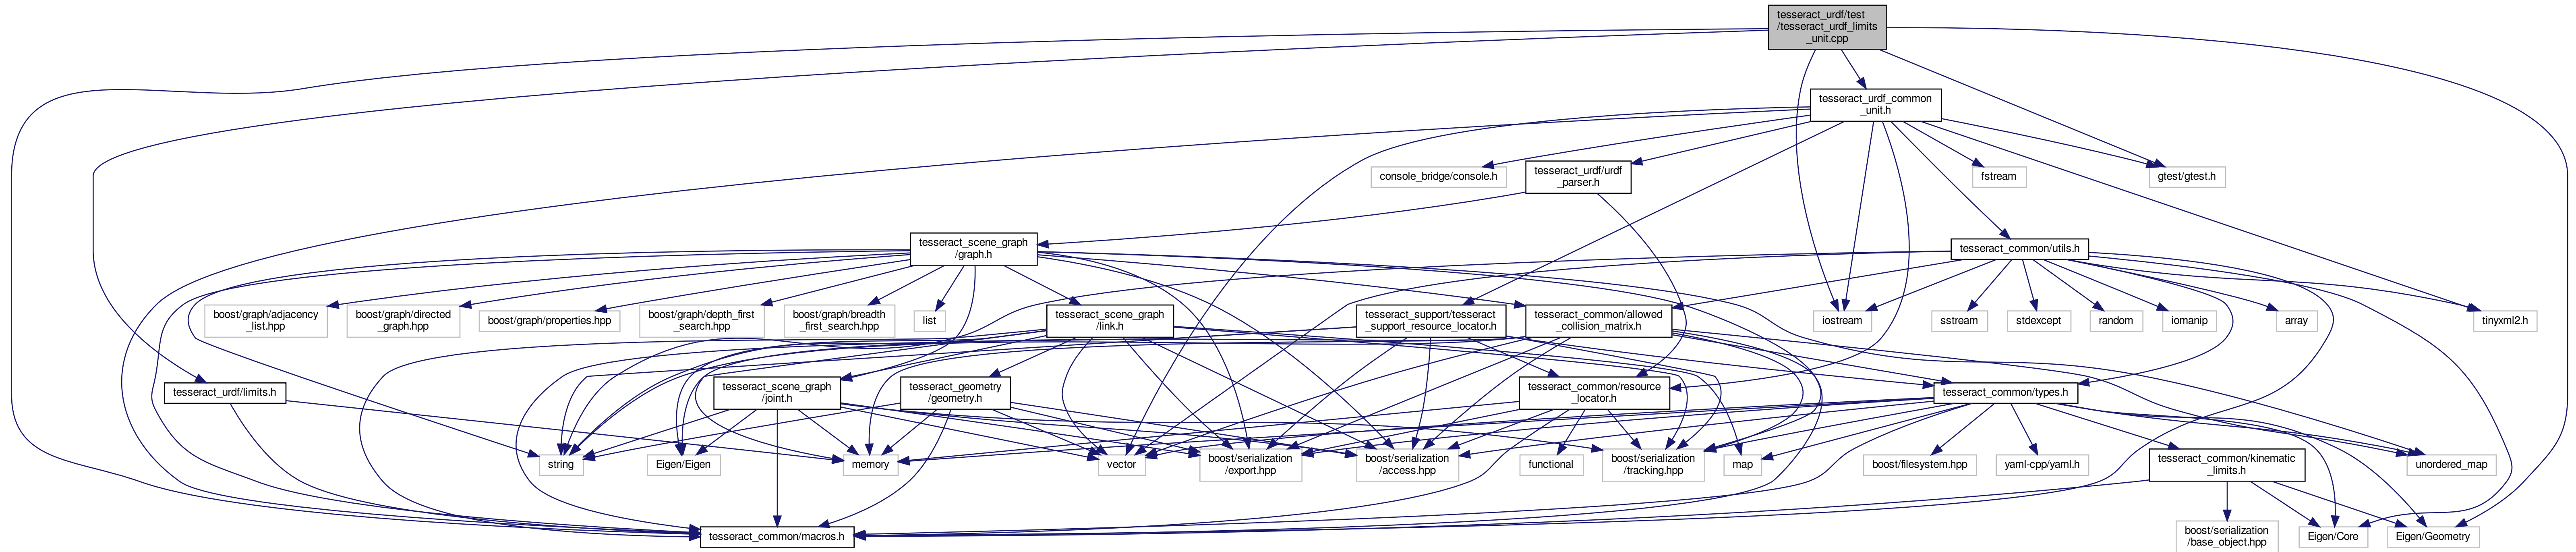 tesseract_urdf/test
/tesseract_urdf_limits
_unit.cpp
tesseract_urdf_common
_unit.h
console_bridge/console.h
tesseract_urdf/urdf
_parser.h
fstream
gtest/gtest.h
tesseract_scene_graph
/graph.h
tesseract_common/utils.h
boost/graph/adjacency
_list.hpp
boost/graph/directed
_graph.hpp
boost/graph/properties.hpp
boost/graph/depth_first
_search.hpp
boost/graph/breadth
_first_search.hpp
list
tesseract_scene_graph
/link.h
tesseract_support/tesseract
_support_resource_locator.h
tesseract_common/allowed
_collision_matrix.h
iostream
sstream
stdexcept
random
iomanip
array
tinyxml2.h
tesseract_urdf/limits.h
tesseract_scene_graph
/joint.h
tesseract_geometry
/geometry.h
tesseract_common/resource
_locator.h
tesseract_common/types.h
string
Eigen/Eigen
memory
vector
boost/serialization
/export.hpp
boost/serialization
/access.hpp
functional
boost/serialization
/tracking.hpp
map
boost/filesystem.hpp
yaml-cpp/yaml.h
tesseract_common/kinematic
_limits.h
unordered_map
tesseract_common/macros.h
boost/serialization
/base_object.hpp
Eigen/Core
Eigen/Geometry